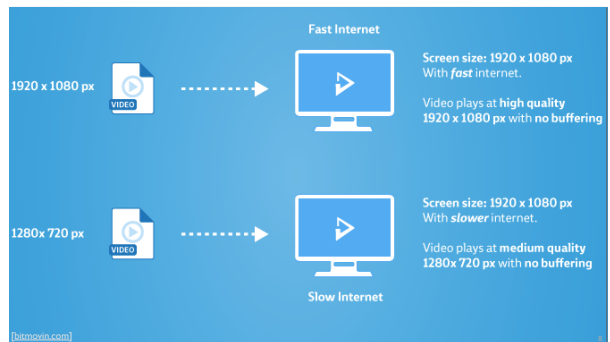 Fast Internet
1920 x 1080 px
VIDEO
Screen size: 1920 x 1080 px
With fast internet.
Video plays at high quality
1920 x 1080 px with no buffering
1280x 720 px
VIDEO
Screen size: 1920 x 1080 px
With slower internet.
Video plays at medium quality
1280x 720 px with no buffering
Slow Internet
[bitmovin.com]